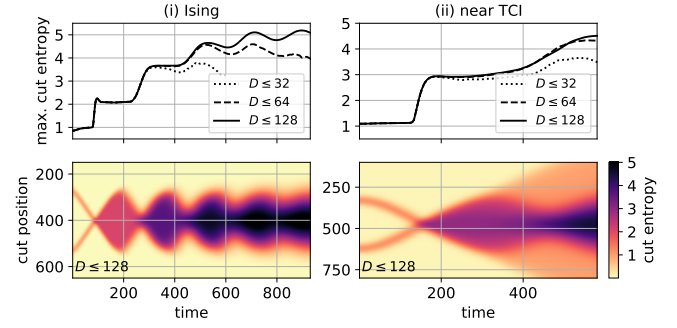 (i) Ising
(ii) near TCI
max. cut entropy
5
4
3
2
1
D ≤ 32
D ≤ 64
D ≤ 128
5
4
3
2
1
D ≤ 32
D ≤ 64
D ≤ 128
cut position
200
400
600
D ≤ 128
200
400
600
800
time
250
500
750
D ≤ 128
200
400
time
5
4
3
2
1
cut entropy